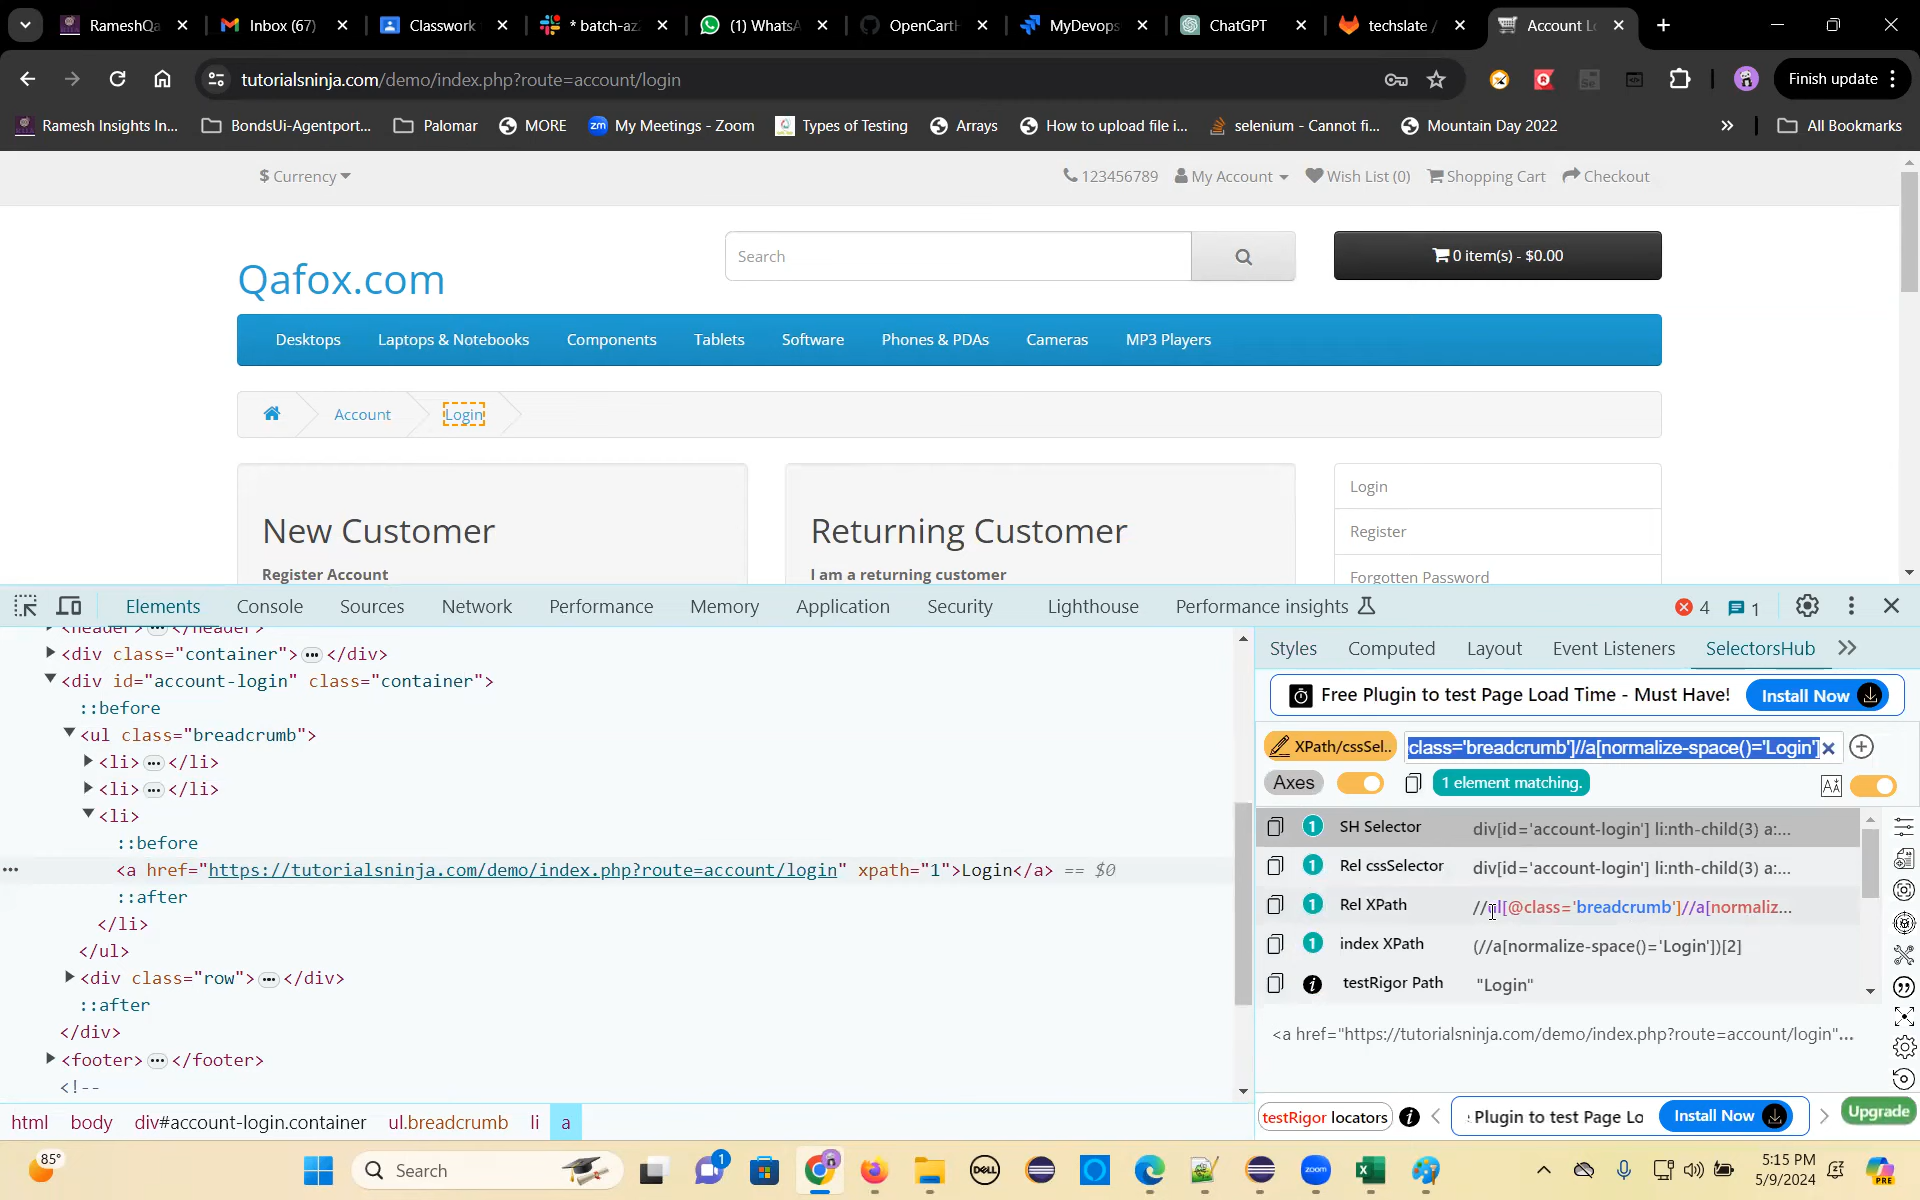 RameshQa
Inbox (67)
Classwork
* batch-az
(1) WhatsA
OpenCartH
MyDevops
ChatGPT
techslate /
Account Lo
tutorialsninja.com/demo/index.php?route=account/login
Finish update
Ramesh Insights In...
BondsUi-Agentport...
Palomar
MORE
My Meetings - Zoom
Types of Testing
Arrays
How to upload file i...
selenium - Cannot fi...
Mountain Day 2022
All Bookmarks
$ Currency
123456789
My Account
Wish List (0)
Shopping Cart
Checkout
Qafox.com
Search
0 item(s) - $0.00
Desktops
Laptops & Notebooks
Components
Tablets
Software
Phones & PDAs
Cameras
MP3 Players
Account
Login
New Customer
Register Account
Returning Customer
I am a returning customer
Login
Register
Forgotten Password
Elements
Console
Sources
Network
Performance
Memory
Application
Security
Lighthouse
Performance insights
4
1
<header> ... </header>
<div class="container"> ... </div>
<div id="account-login" class="container">
::before
<ul class="breadcrumb">
<li> ... </li>
<li> ... </li>
<li>
::before
<a href="https://tutorialsninja.com/demo/index.php?route=account/login" xpath="1">Login</a> == $0
::after
</li>
</ul>
<div class="row"> ... </div>
::after
</div>
<footer> ... </footer>
<!--
html
body
div#account-login.container
ul.breadcrumb
li
a
Styles
Computed
Layout
Event Listeners
SelectorsHub
Free Plugin to test Page Load Time - Must Have!
Install Now
XPath/cssSel..
class='breadcrumb']//a[normalize-space()='Login']
Axes
1 element matching.
1 SH Selector div[id='account-login'] li:nth-child(3) a:...
1 Rel cssSelector div[id='account-login'] li:nth-child(3) a:...
1 Rel XPath //ul[@class='breadcrumb']//a[normaliz...
1 index XPath (//a[normalize-space()='Login'])[2]
testRigor Path "Login"
<a href="https://tutorialsninja.com/demo/index.php?route=account/login"...
testRigor locators
Plugin to test Page Lo
Install Now
Upgrade
85°
Search
1
DELL
zoom
5:15 PM
5/9/2024
PRE